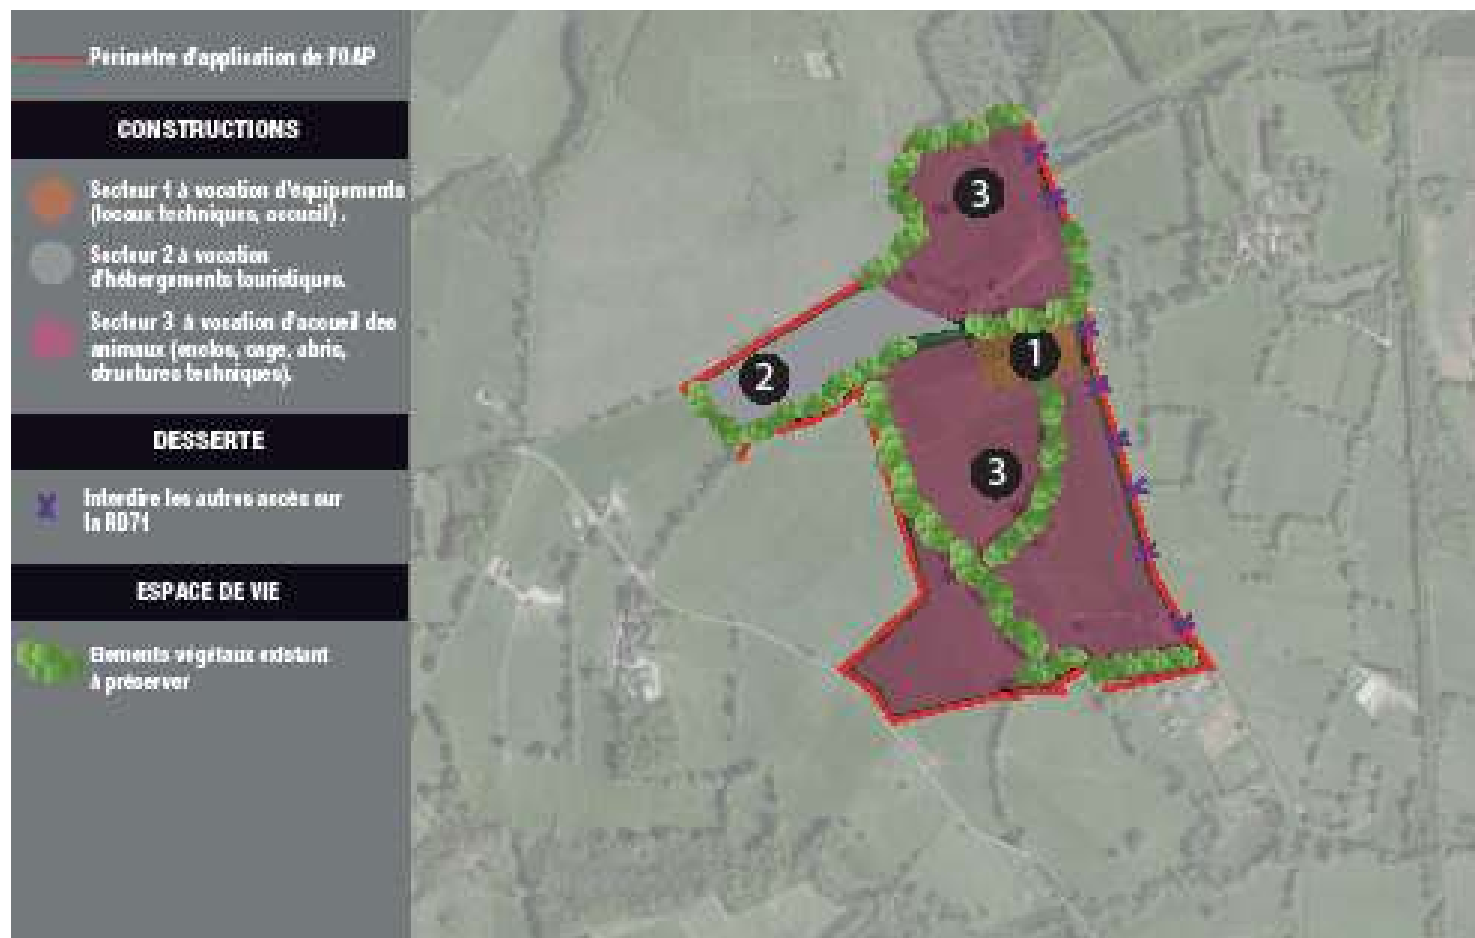 Périmètre d'application de l'OAP
CONSTRUCTIONS
Secteur 1 à vocation d'équipements
(locaux techniques, accueil) .
Secteur 2 à vocation
d'hébergements touristiques.
Secteur 3 à vocation d'accueil des
animaux (enclos, cage, abris,
structures techniques).
DESSERTE
Interdire les autres accès sur
la RD71
ESPACE DE VIE
Elements végétaux existant
à préserver
3
1
2
3